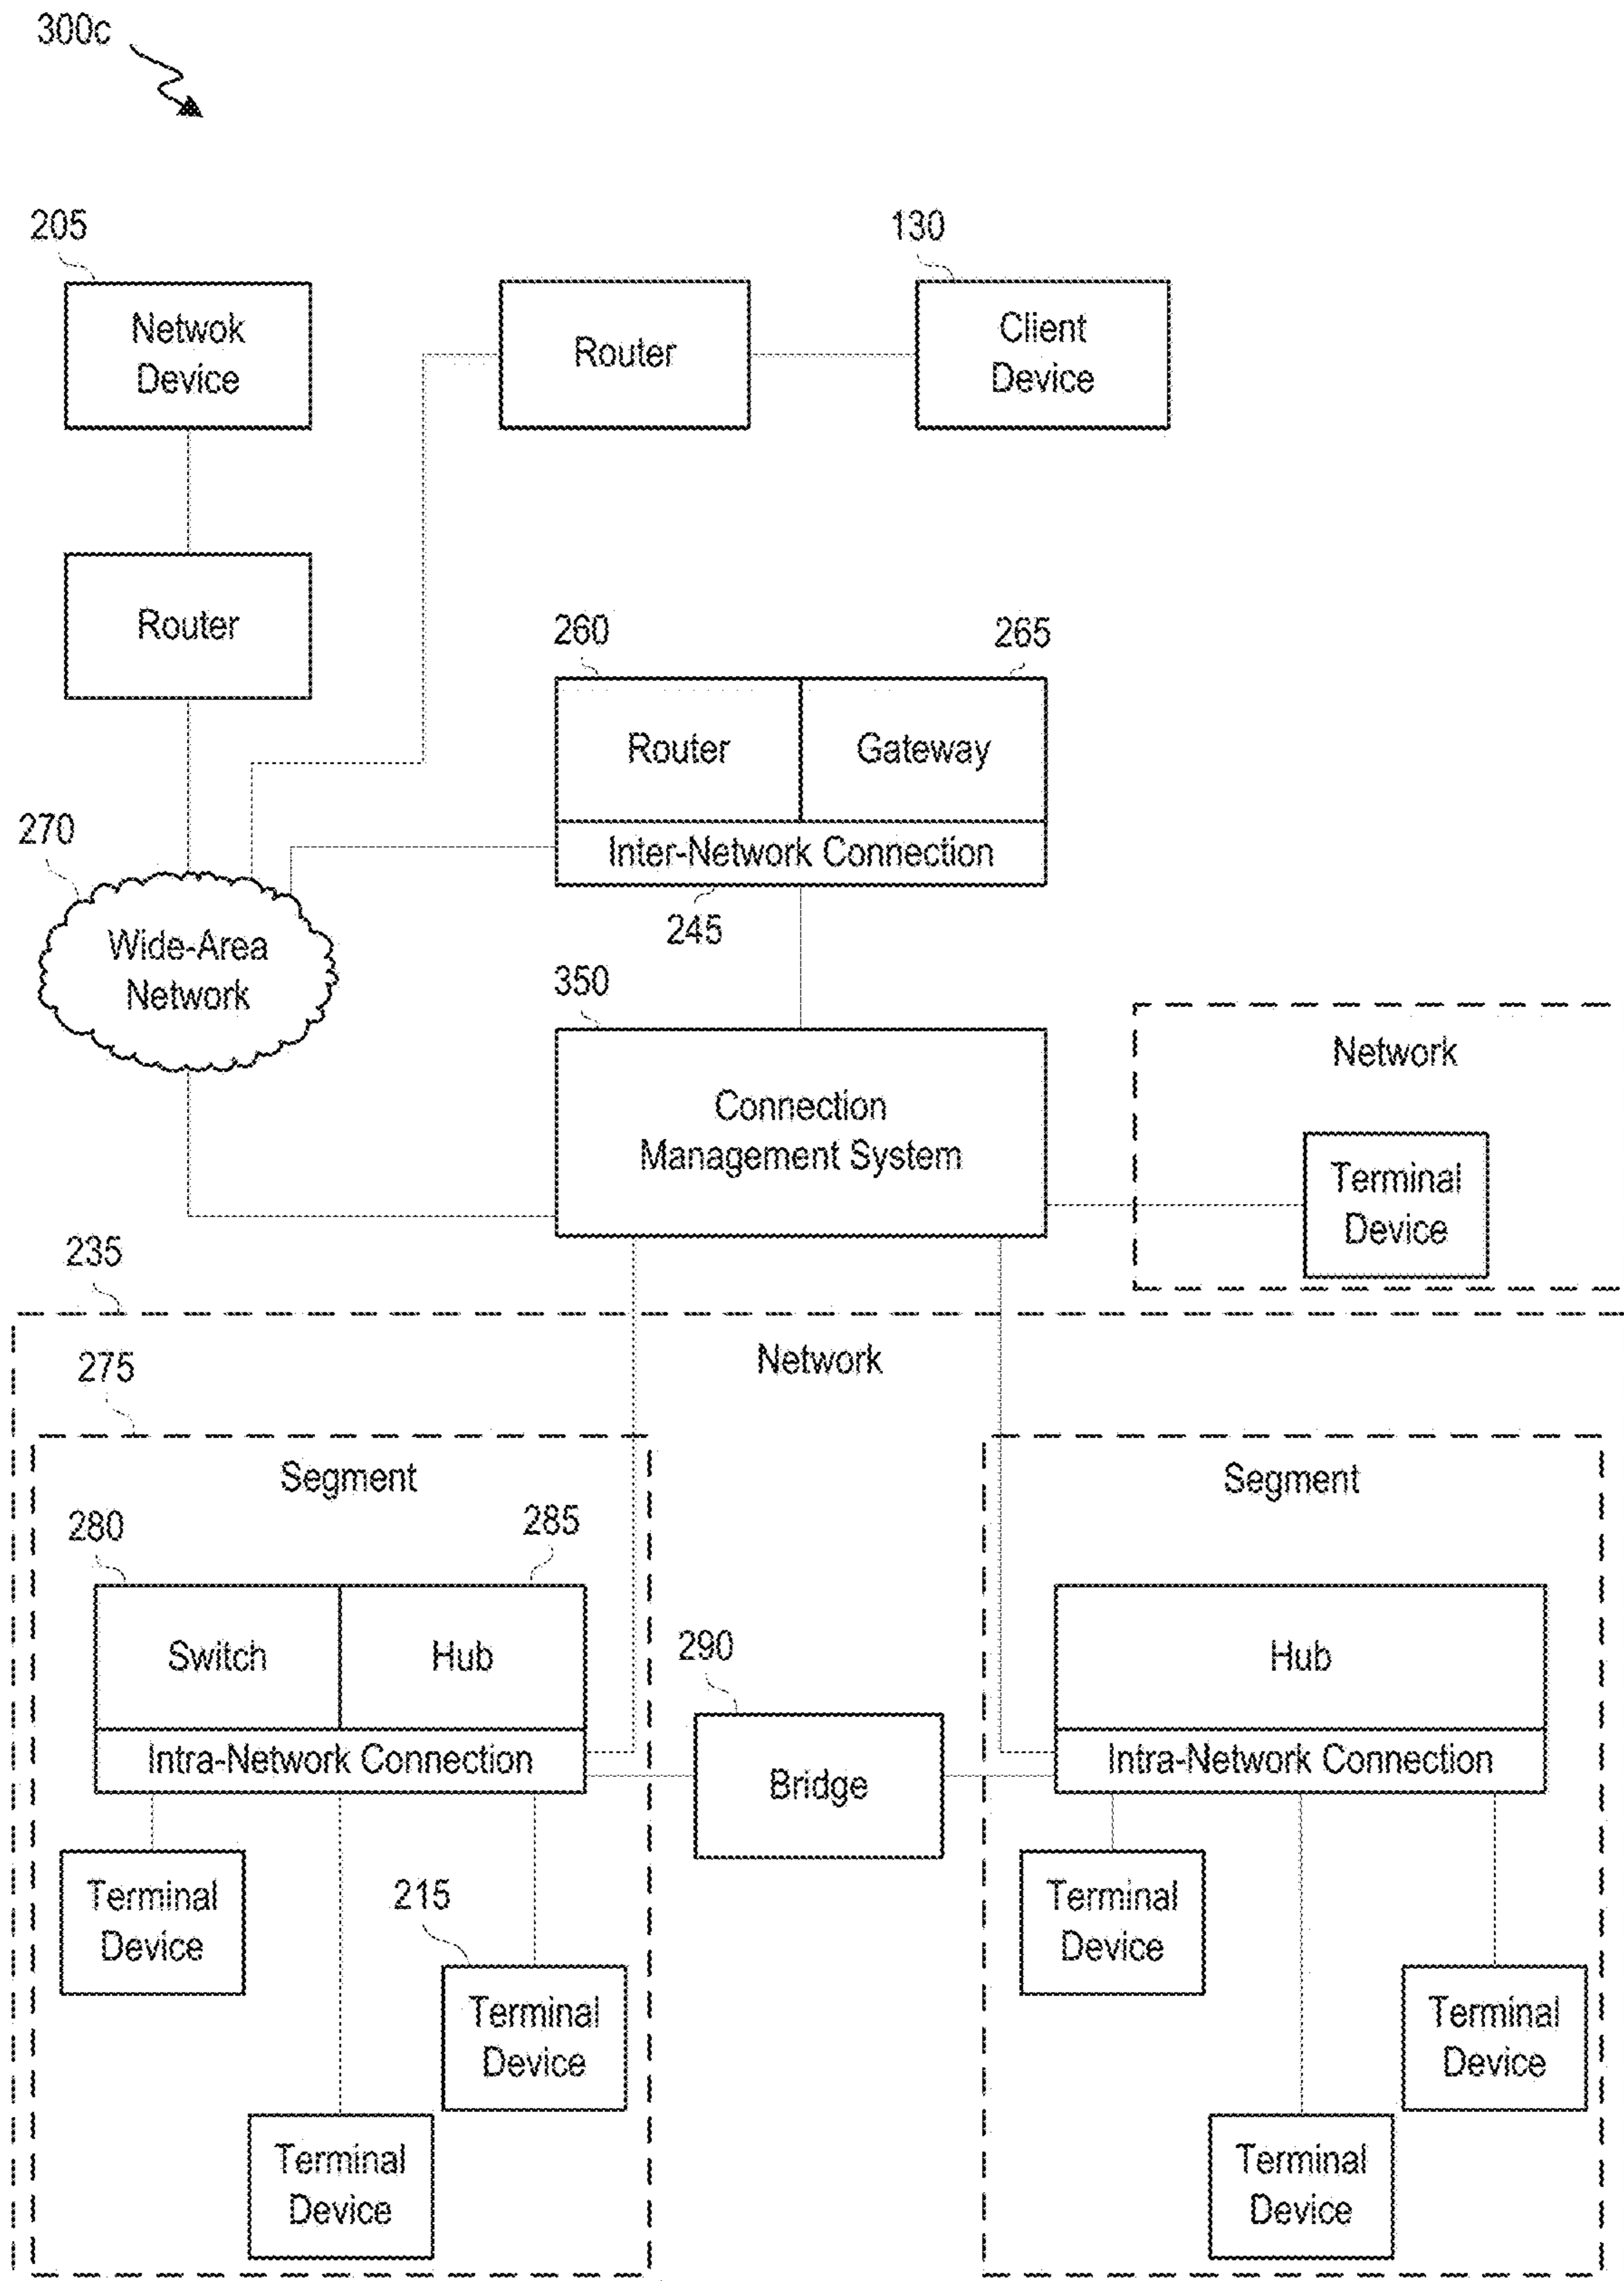 300c
205
130
Netwok
Device
Router
Client
Device
Router
260
265
Router
Gateway
Inter-Network Connection
270
245
Wide-Area
Network
350
Network
Connection
Management System
Terminal
Device
235
Network
275
Segment
Segment
280
285
Switch
Hub
290
Hub
Intra-Network Connection
Bridge
Intra-Network Connection
Terminal
Device
215
Terminal
Device
Terminal
Device
Terminal
Device
Terminal
Device
Terminal
Device